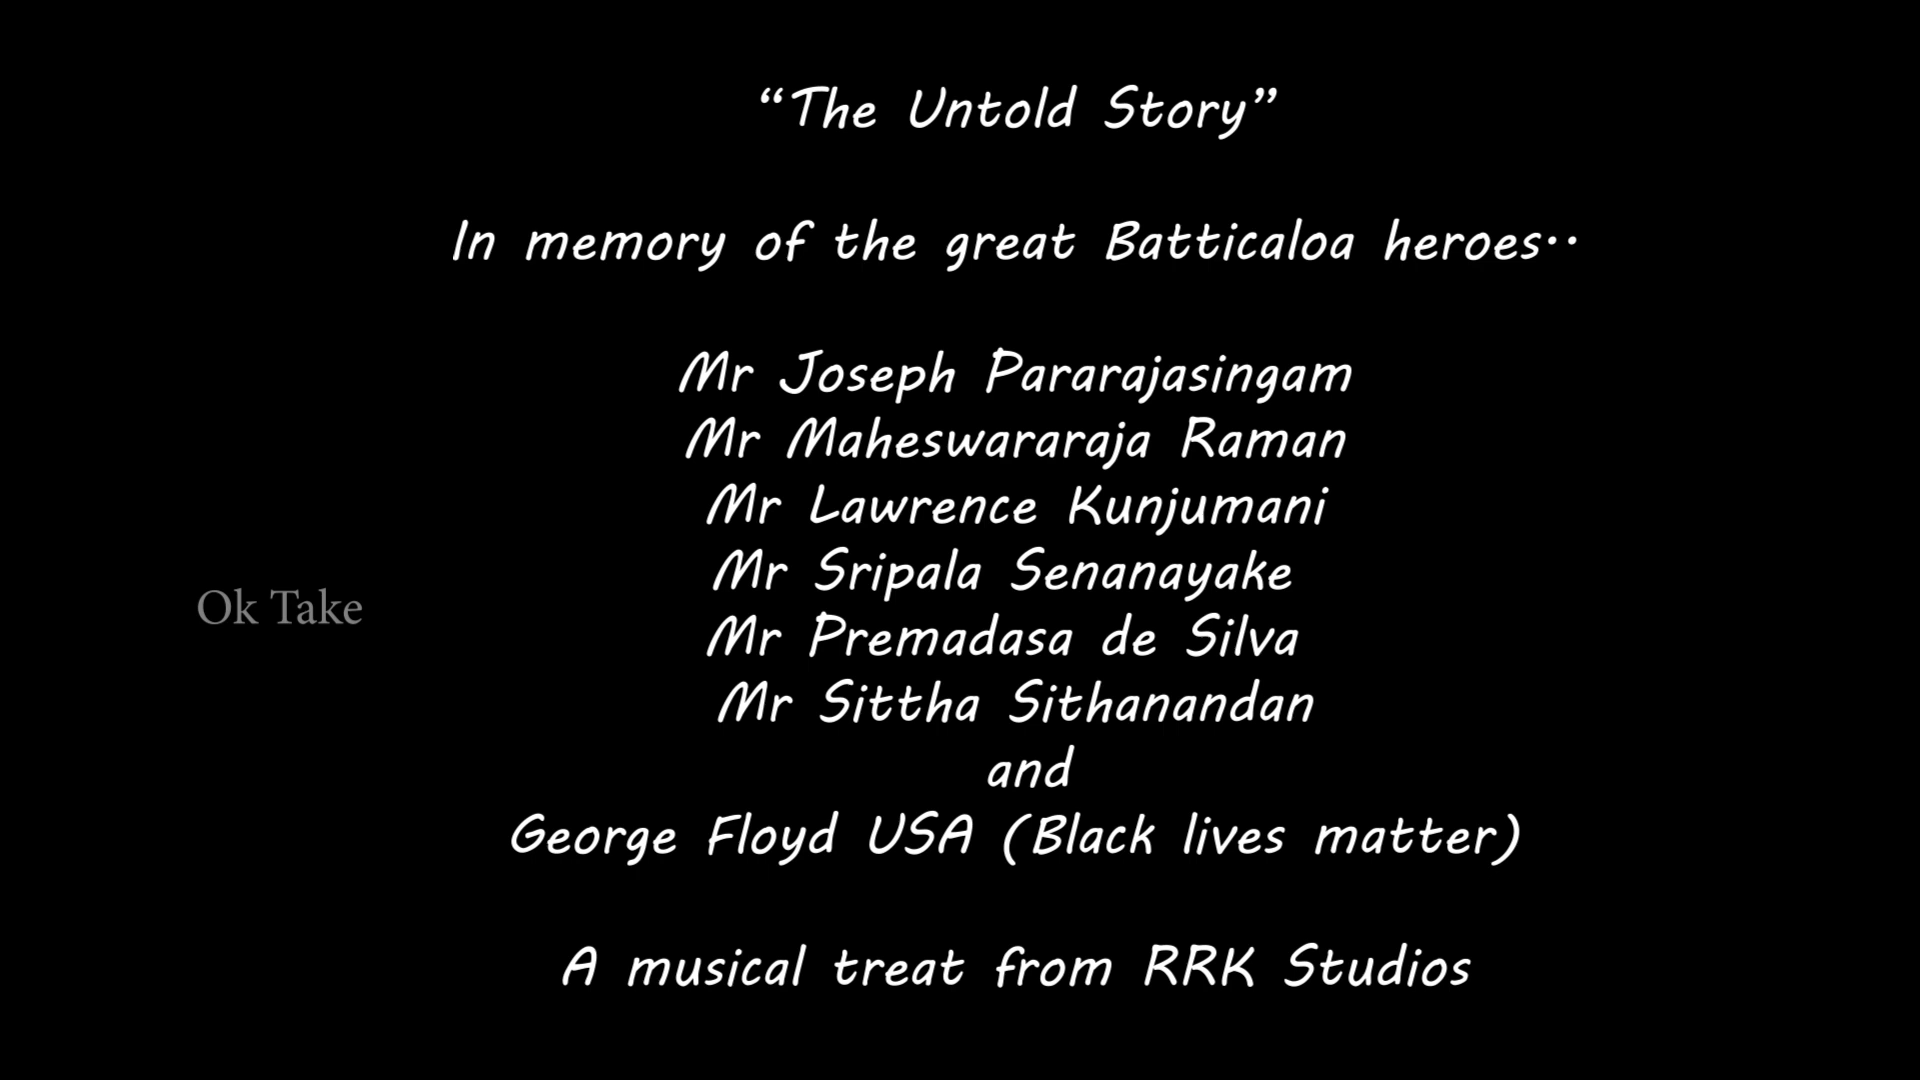 “The Untold Story”
In memory of the great Batticaloa heroes..
Mr Joseph Pararajasingam
Mr Maheswararaja Raman
Mr Lawrence Kunjumani
Mr Sripala Senanayake
Ok Take
Mr Premadasa de Silva
Mr Sittha Sithanandan
and
George Floyd USA (Black lives matter)
A musical treat from RRK Studios